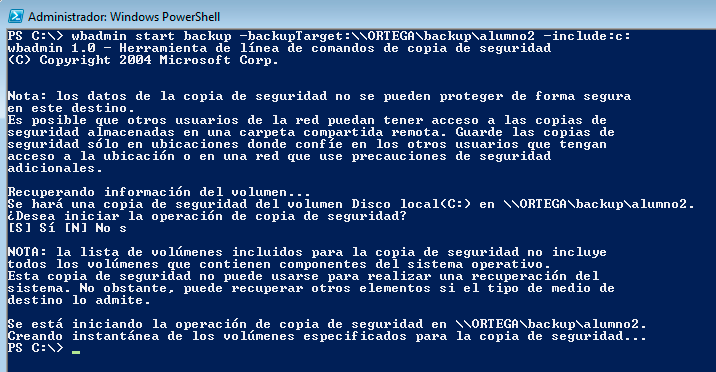 Administrador: Windows PowerShell
PS C:\> wbadmin start backup -backupTarget:\\ORTEGA\backup\alumno2 -include:c:
wbadmin 1.0 - Herramienta de línea de comandos de copia de seguridad
(C) Copyright 2004 Microsoft Corp.
Nota: los datos de la copia de seguridad no se pueden proteger de forma segura
en este destino.
Es posible que otros usuarios de la red puedan tener acceso a las copias de
seguridad almacenadas en una carpeta compartida remota. Guarde las copias de
seguridad sólo en ubicaciones donde confíe en los otros usuarios que tengan
acceso a la ubicación o en una red que use precauciones de seguridad
adicionales.
Recuperando información del volumen...
Se hará una copia de seguridad del volumen Disco local(C:) en \\ORTEGA\backup\alumno2.
¿Desea iniciar la operación de copia de seguridad?
[S] Sí [N] No s
NOTA: la lista de volúmenes incluidos para la copia de seguridad no incluye
todos los volúmenes que contienen componentes del sistema operativo.
Esta copia de seguridad no puede usarse para realizar una recuperación del
sistema. No obstante, puede recuperar otros elementos si el tipo de medio de
destino lo admite.
Se está iniciando la operación de copia de seguridad en \\ORTEGA\backup\alumno2.
Creando instantánea de los volúmenes especificados para la copia de seguridad...
PS C:\> _